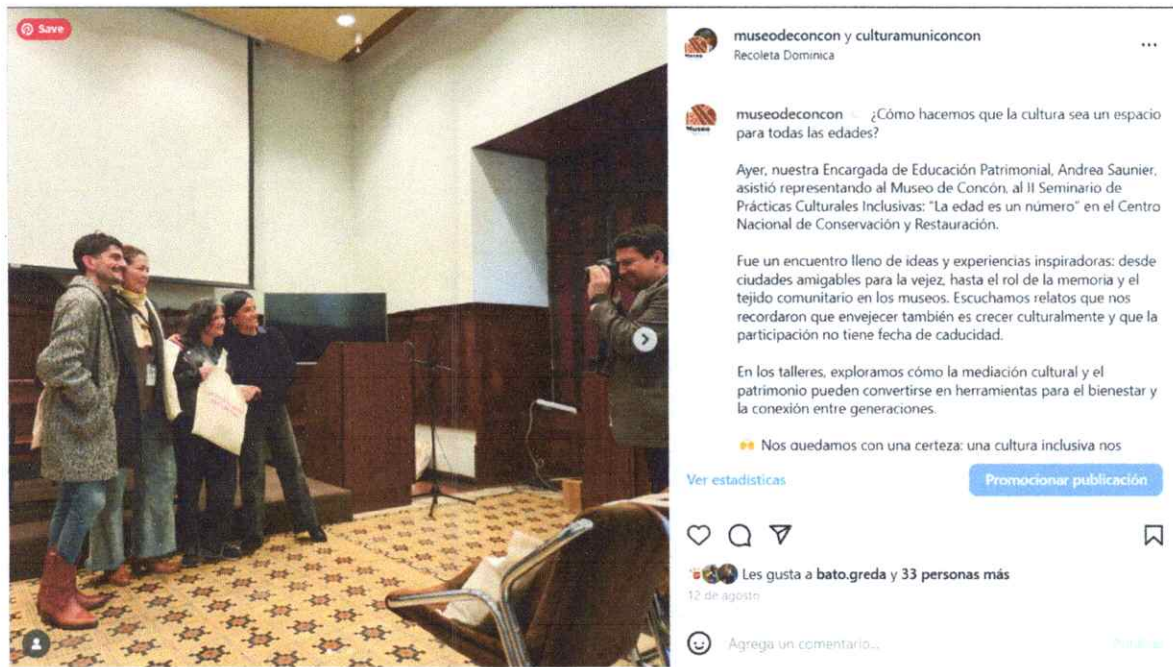 Save
museodeconcon y culturamuniconcon
Recoleta Dominica
museodeconcon ¿Cómo hacemos que la cultura sea un espacio
para todas las edades?
Ayer, nuestra Encargada de Educación Patrimonial, Andrea Saunier,
asistió representando al Museo de Concón, al II Seminario de
Prácticas Culturales Inclusivas: "La edad es un número" en el Centro
Nacional de Conservación y Restauración.
Fue un encuentro lleno de ideas y experiencias inspiradoras: desde
ciudades amigables para la vejez, hasta el rol de la memoria y el
tejido comunitario en los museos. Escuchamos relatos que nos
recordaron que envejecer también es crecer culturalmente y que la
participación no tiene fecha de caducidad.
En los talleres, exploramos cómo la mediación cultural y el
patrimonio pueden convertirse en herramientas para el bienestar y
la conexión entre generaciones.
🙌 Nos quedamos con una certeza: una cultura inclusiva nos
Ver estadísticas
Promocionar publicación
Les gusta a bato.greda y 33 personas más
12 de agosto
Agrega un comentario...